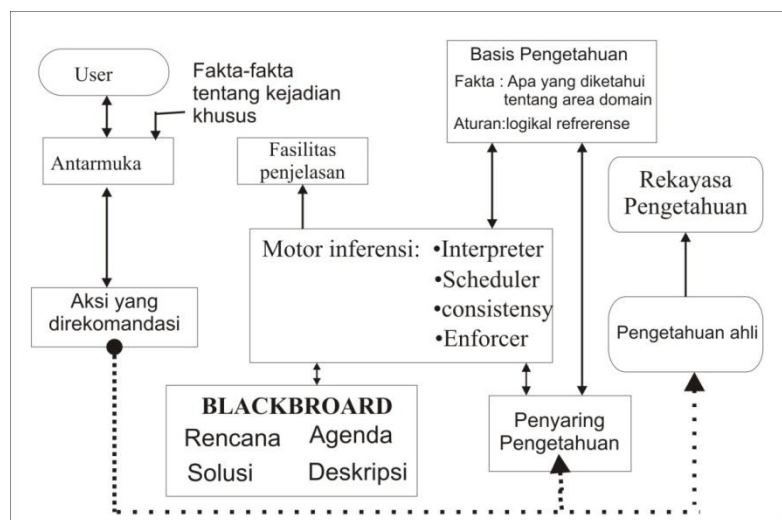 User
Fakta-fakta
tentang kejadian
khusus
Antarmuka
Aksi yang
direkomandasi
Fasilitas
penjelasan
Basis Pengetahuan
Fakta : Apa yang diketahui
tentang area domain
Aturan:logikal refrerense
Motor inferensi: •Interpreter
•Scheduler
•consistensy
•Enforcer
Rekayasa
Pengetahuan
Pengetahuan ahli
BLACKBROARD
Rencana Agenda
Solusi Deskripsi
Penyaring
Pengetahuan